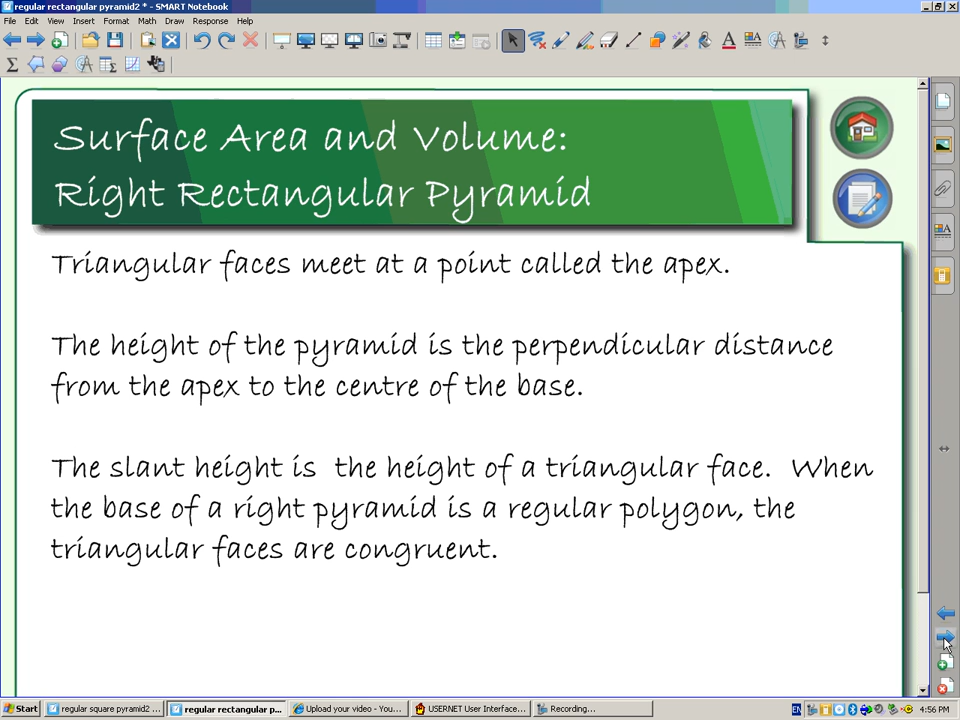 regular rectangular pyramid2 * - SMART Notebook
File Edit View Insert Format Math Draw Response Help
Surface Area and Volume:
Right Rectangular Pyramid
Triangular faces meet at a point called the apex.
The height of the pyramid is the perpendicular distance
from the apex to the centre of the base.
The slant height is the height of a triangular face. When
the base of a right pyramid is a regular polygon, the
triangular faces are congruent.
Start regular square pyramid2 ... regular rectangular p... Upload your video - You... USERNET User Interface... Recording... EN 4:56 PM